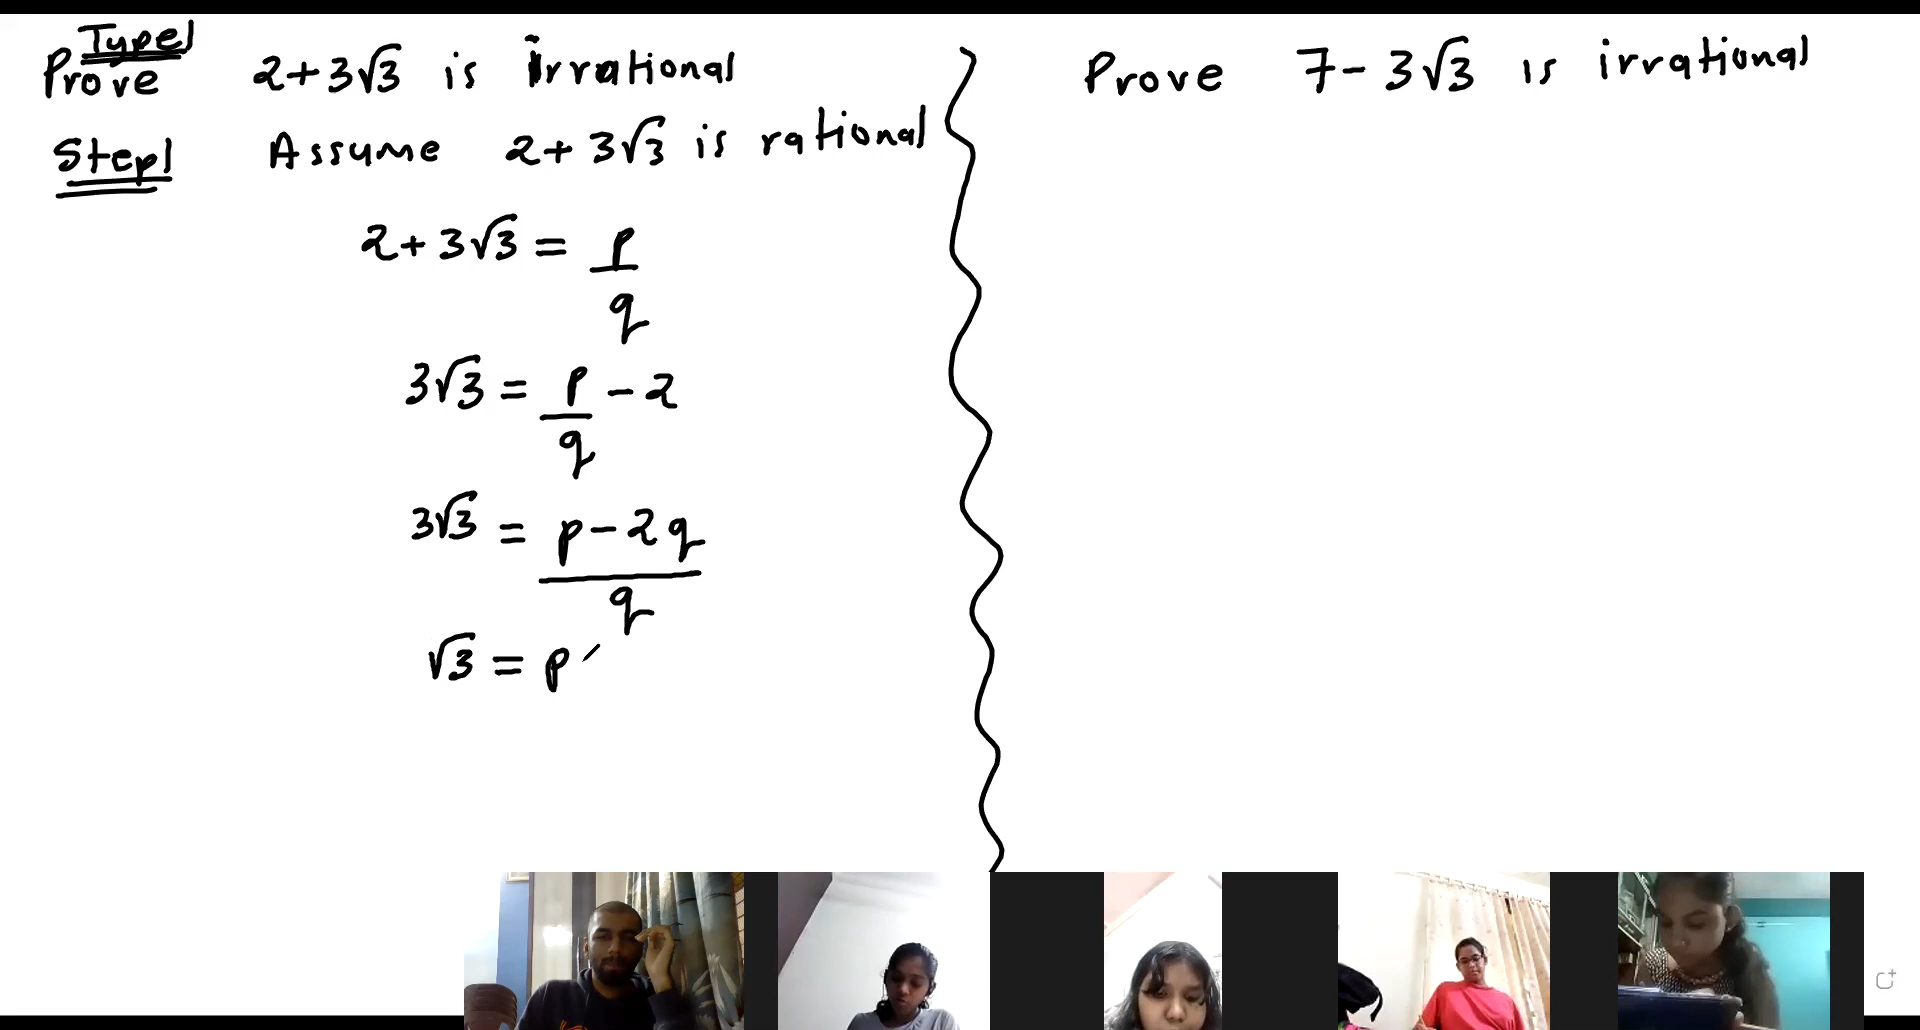 Type1
Prove 2+3√3 is irrational
Step1 Assume 2+3√3 is rational
2+3√3 = p/q
3√3 = p/q - 2
3√3 = p-2q/q
√3 = p
Prove 7-3√3 is irrational